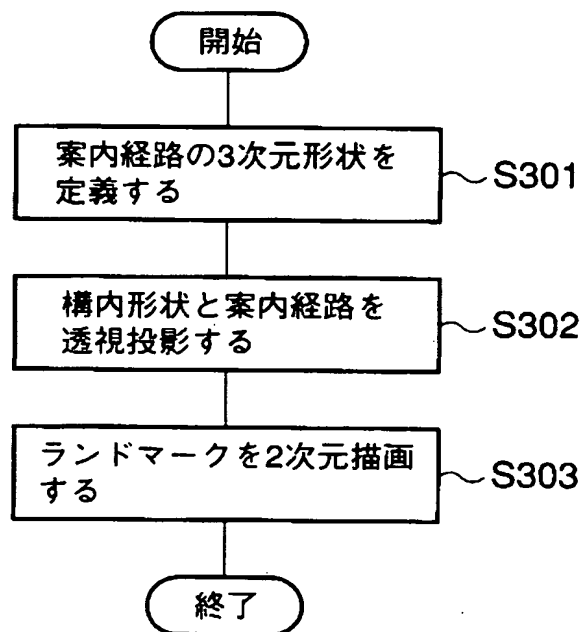 開始
案内経路の3次元形状を
定義する
S301
構内形状と案内経路を
透視投影する
S302
ランドマークを2次元描画
する
S303
終了